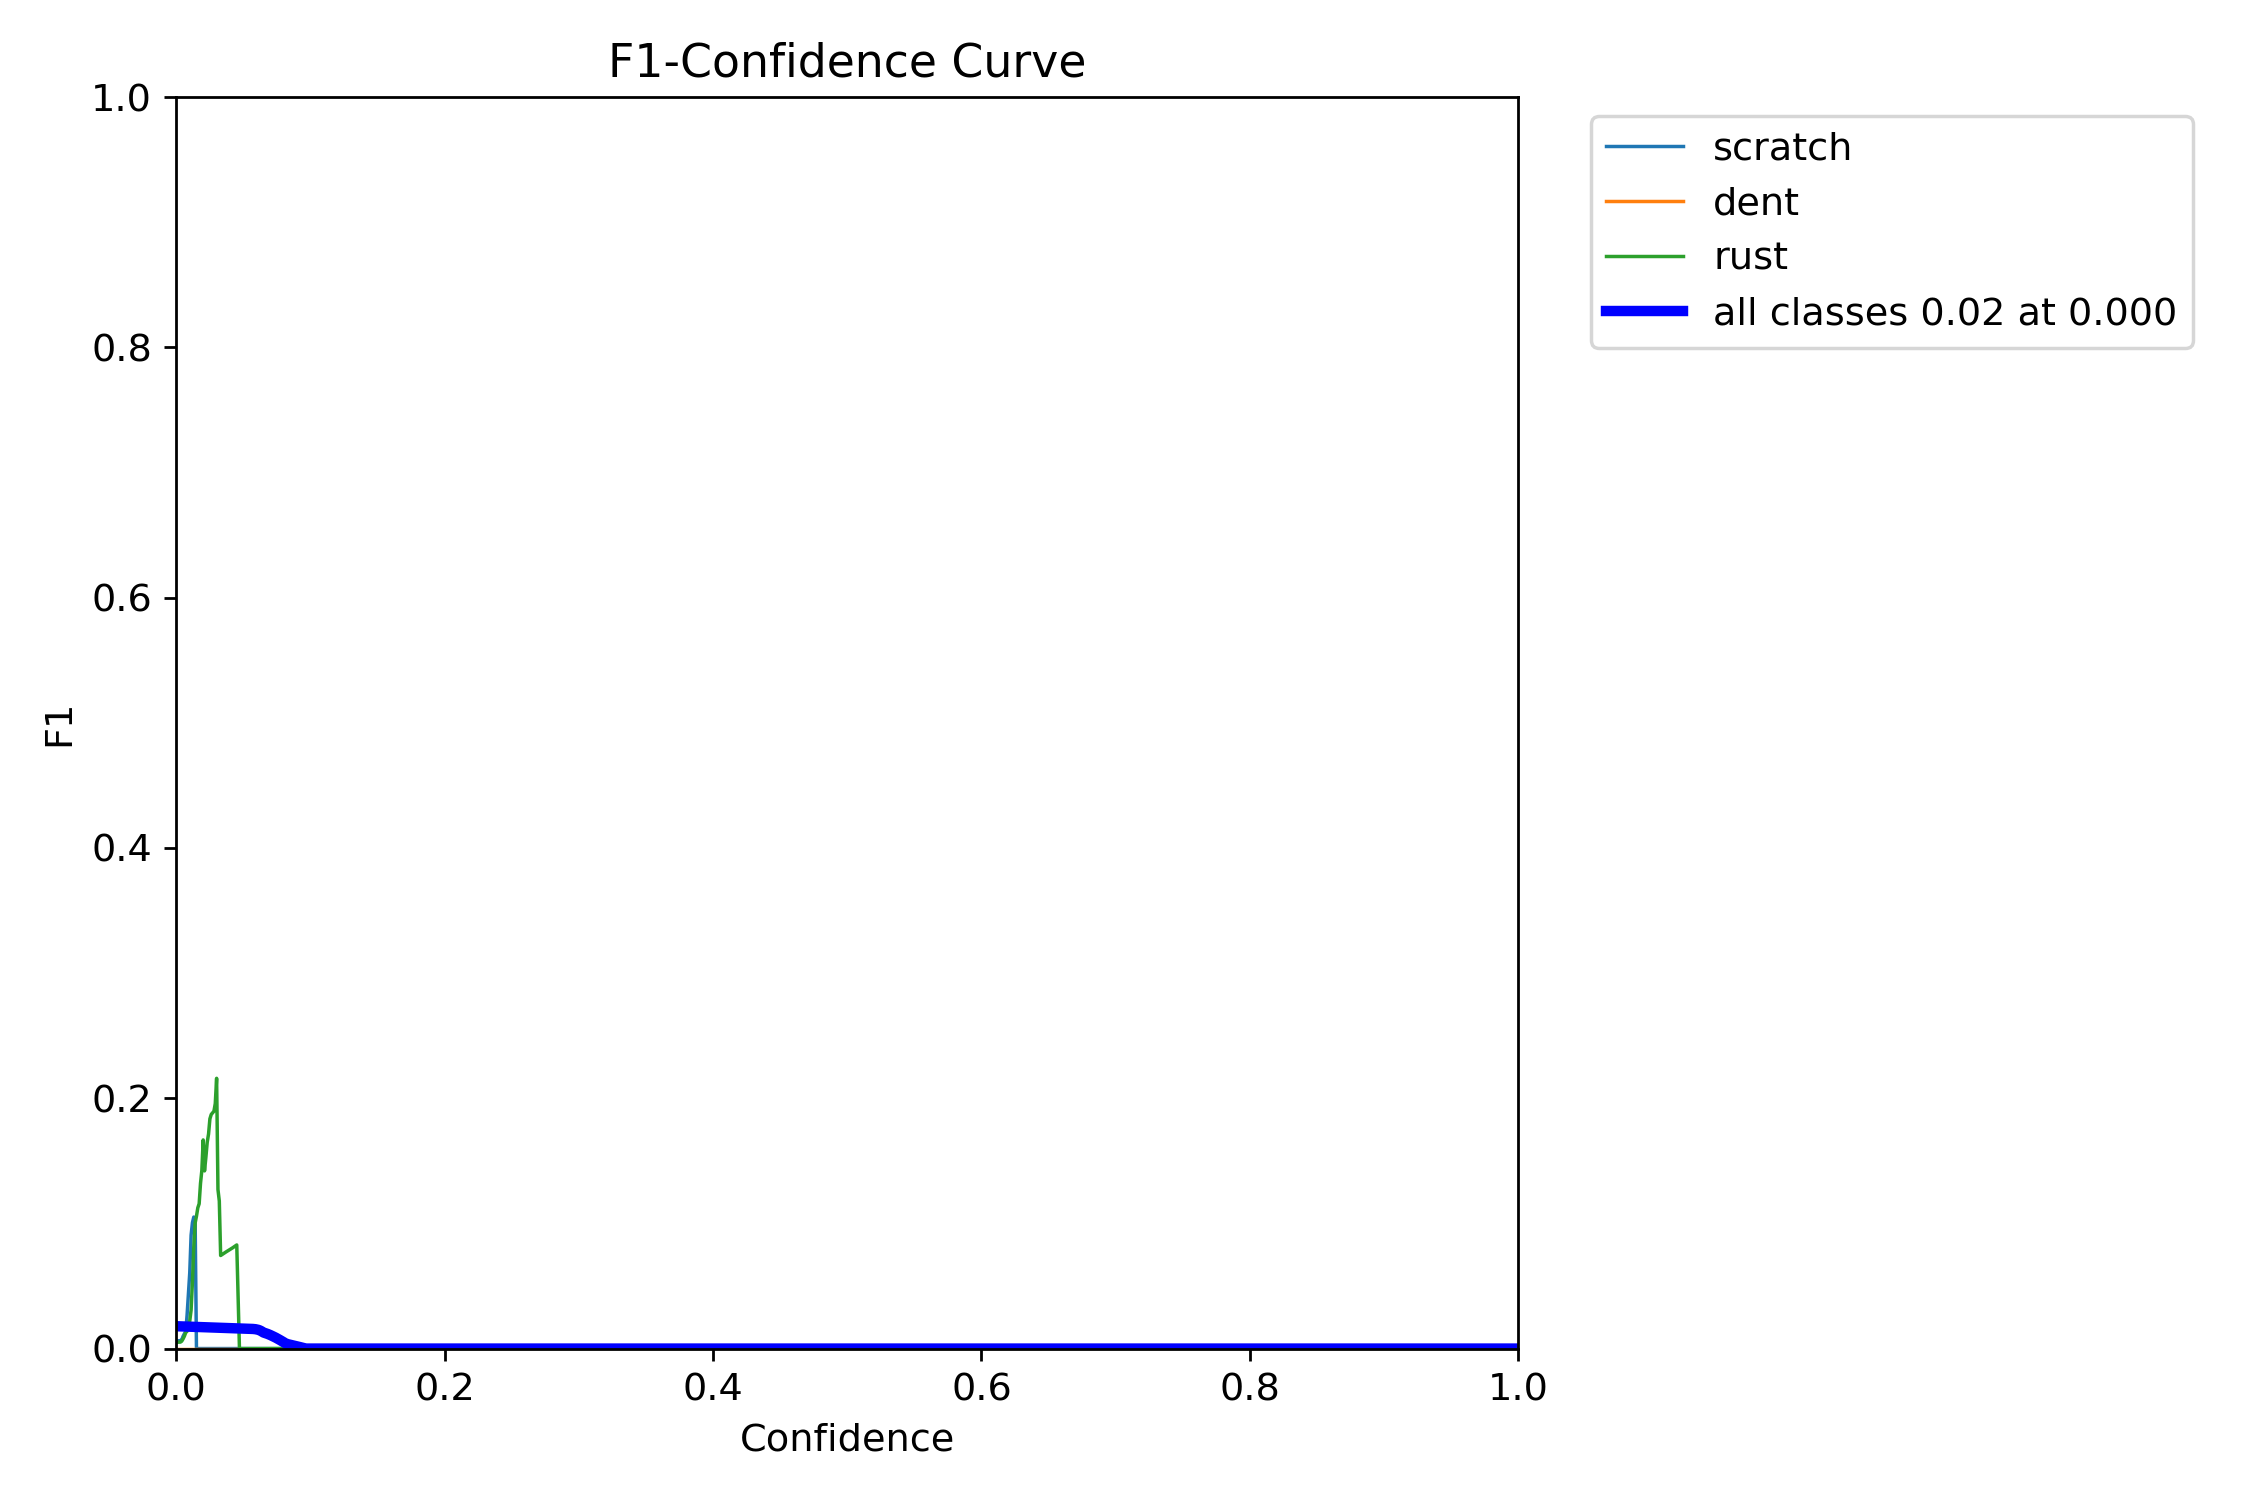 F1-Confidence Curve
1.0
0.8
0.6
0.4
0.2
0.0
F1
0.0 0.2 0.4 0.6 0.8 1.0
Confidence
scratch
dent
rust
all classes 0.02 at 0.000